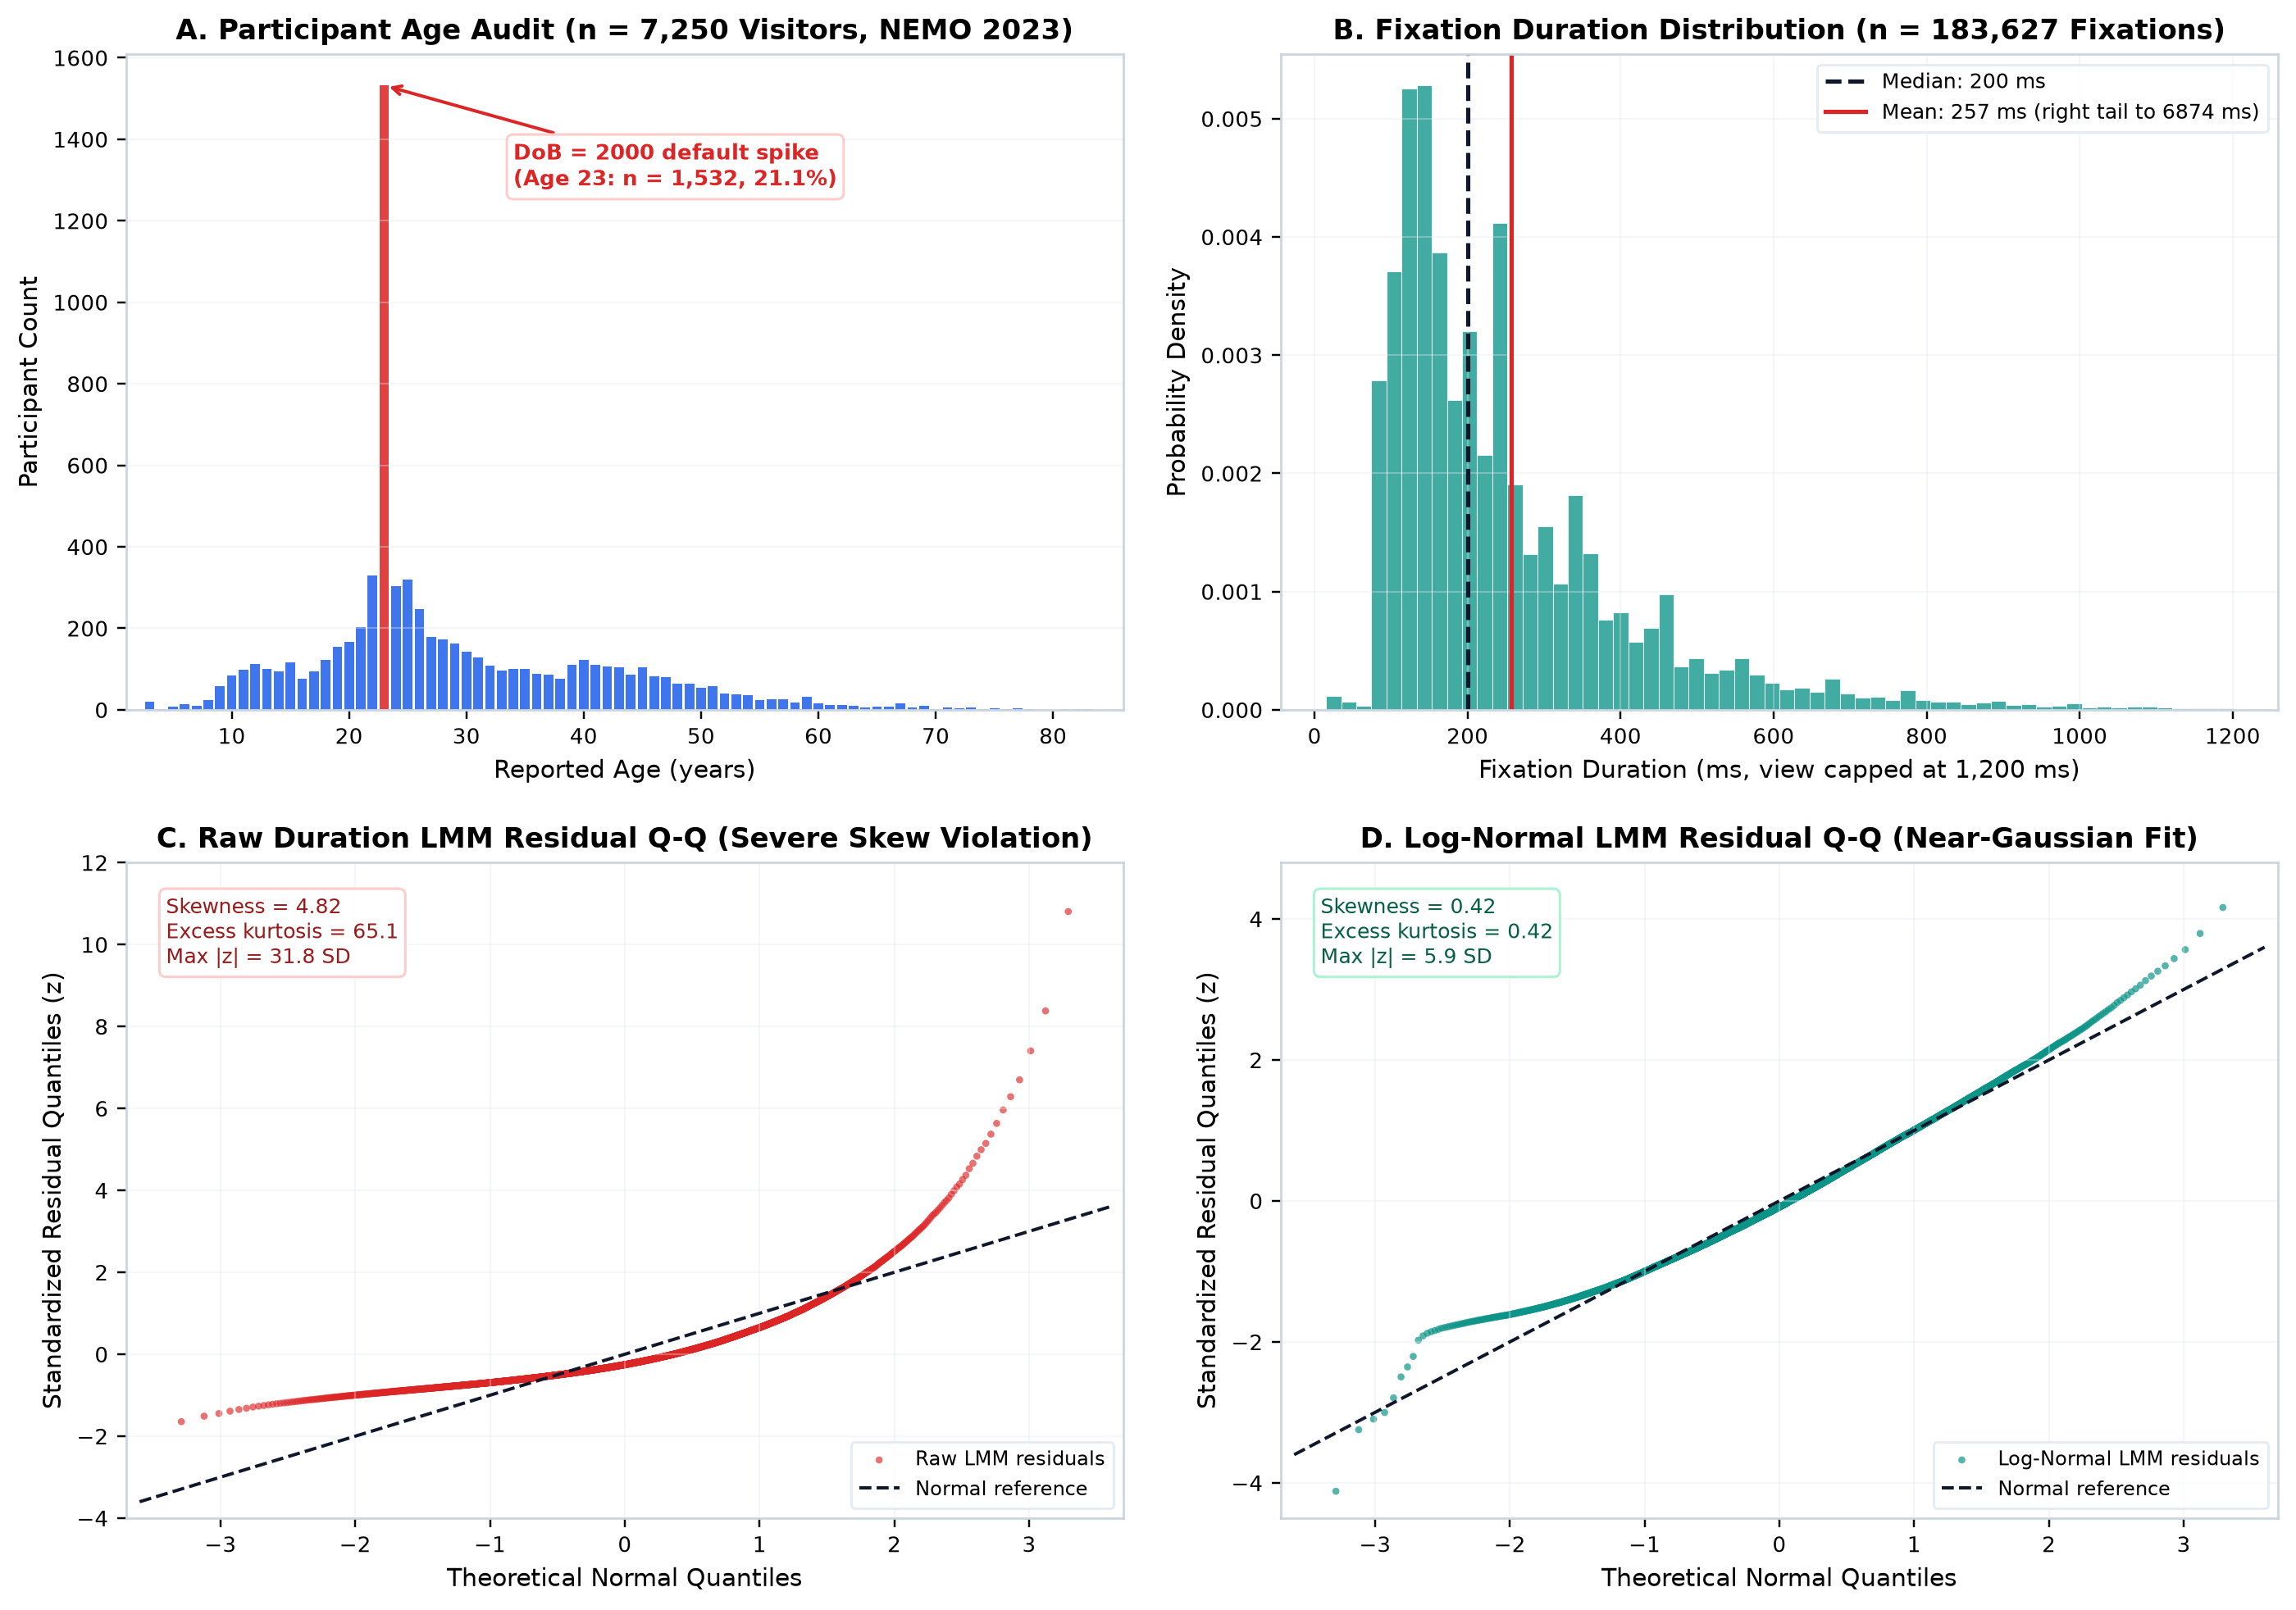 A. Participant Age Audit (n = 7,250 Visitors, NEMO 2023)
1600
1400
1200
1000
800
600
400
200
0
Participant Count
DoB = 2000 default spike
(Age 23: n = 1,532, 21.1%)
10 20 30 40 50 60 70 80
Reported Age (years)
B. Fixation Duration Distribution (n = 183,627 Fixations)
0.005
0.004
0.003
0.002
0.001
0.000
Probability Density
Median: 200 ms
Mean: 257 ms (right tail to 6874 ms)
0 200 400 600 800 1000 1200
Fixation Duration (ms, view capped at 1,200 ms)
C. Raw Duration LMM Residual Q-Q (Severe Skew Violation)
12
10
8
6
4
2
0
−2
−4
Standardized Residual Quantiles (z)
Skewness = 4.82
Excess kurtosis = 65.1
Max |z| = 31.8 SD
Raw LMM residuals
Normal reference
−3 −2 −1 0 1 2 3
Theoretical Normal Quantiles
D. Log-Normal LMM Residual Q-Q (Near-Gaussian Fit)
4
2
0
−2
−4
Standardized Residual Quantiles (z)
Skewness = 0.42
Excess kurtosis = 0.42
Max |z| = 5.9 SD
Log-Normal LMM residuals
Normal reference
−3 −2 −1 0 1 2 3
Theoretical Normal Quantiles